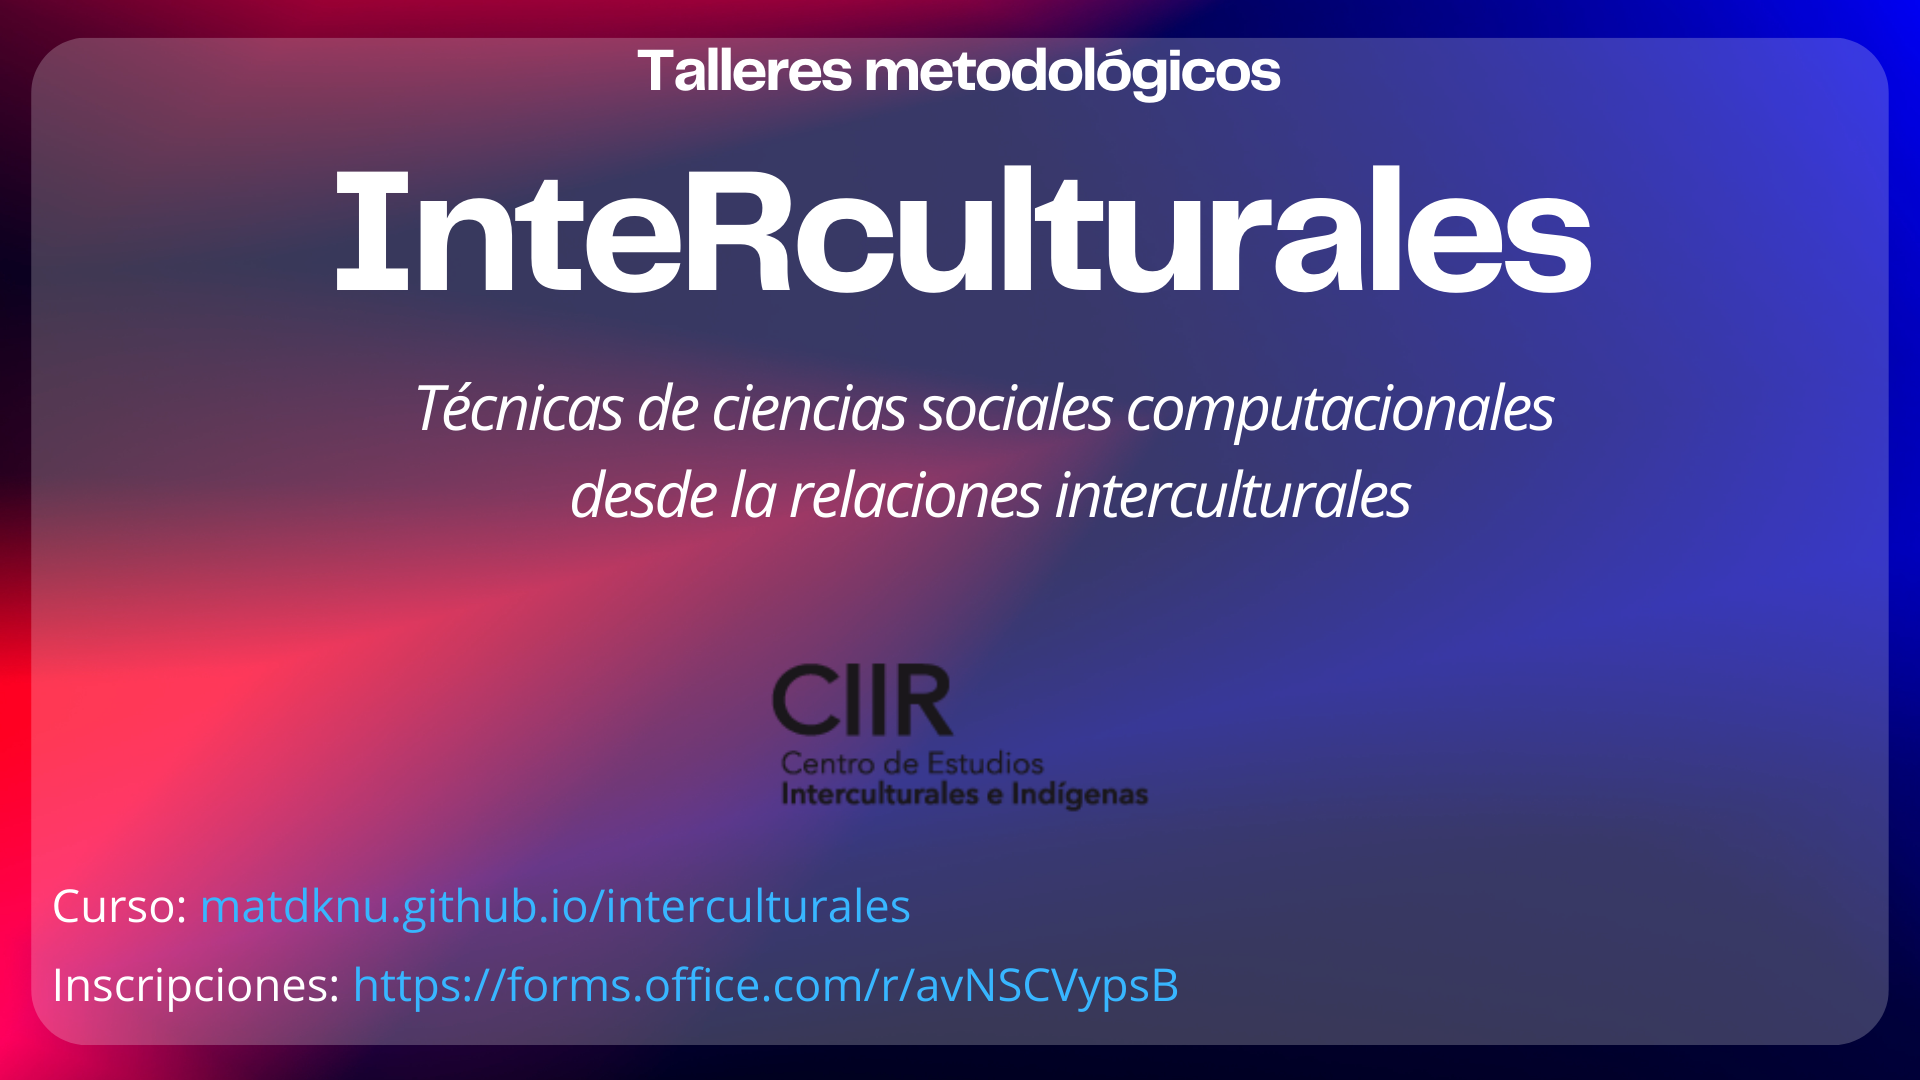 Talleres metodológicos
InteRculturales
Técnicas de ciencias sociales computacionales
desde la relaciones interculturales
CIIR
Centro de Estudios
Interculturales e Indígenas
Curso: matdknu.github.io/interculturales
Inscripciones: https://forms.office.com/r/avNSCVypsB